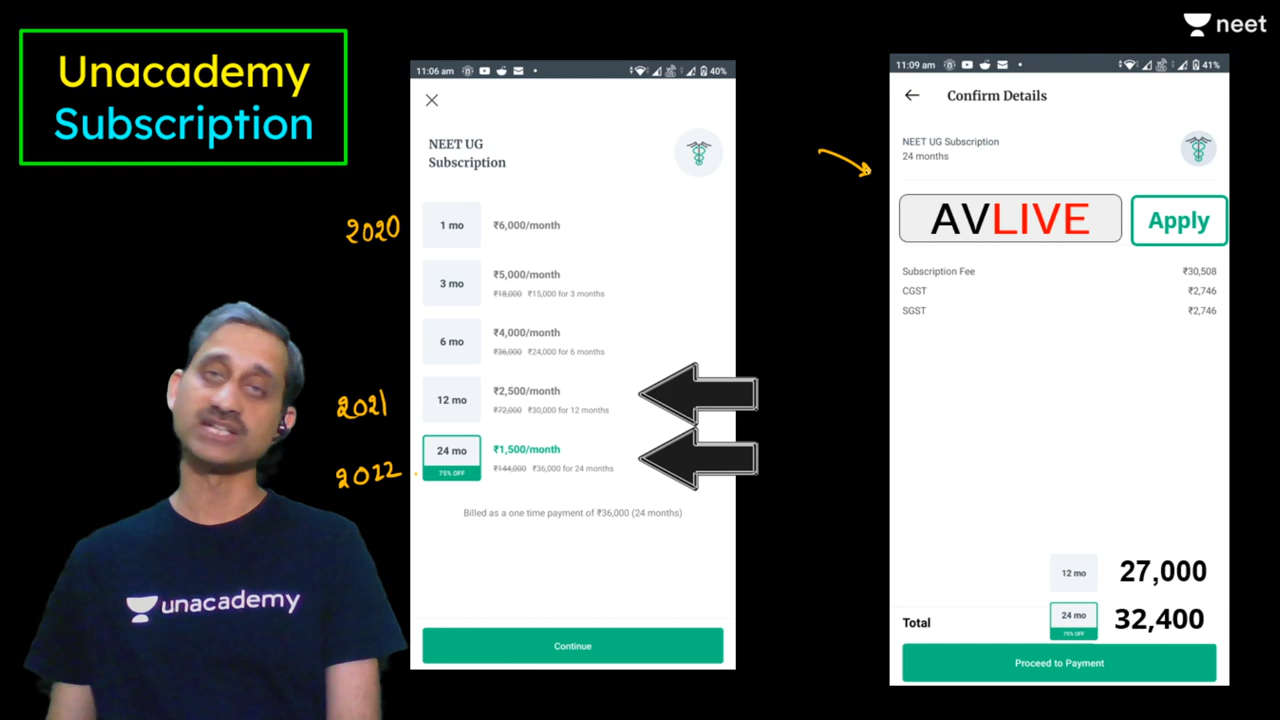 neet
Unacademy
Subscription
11:06 am
40%
NEET UG
Subscription
2020
1 mo
₹6,000/month
3 mo
₹5,000/month
₹18,000 ₹15,000 for 3 months
6 mo
₹4,000/month
₹36,000 ₹24,000 for 6 months
2021
12 mo
₹2,500/month
₹72,000 ₹30,000 for 12 months
2022
24 mo
75% OFF
₹1,500/month
₹144,000 ₹36,000 for 24 months
Billed as a one time payment of ₹36,000 (24 months)
Continue
unacademy
11:09 am
41%
Confirm Details
NEET UG Subscription
24 months
AVLIVE
Apply
Subscription Fee ₹30,508
CGST ₹2,746
SGST ₹2,746
12 mo 27,000
Total
24 mo
75% OFF
32,400
Proceed to Payment